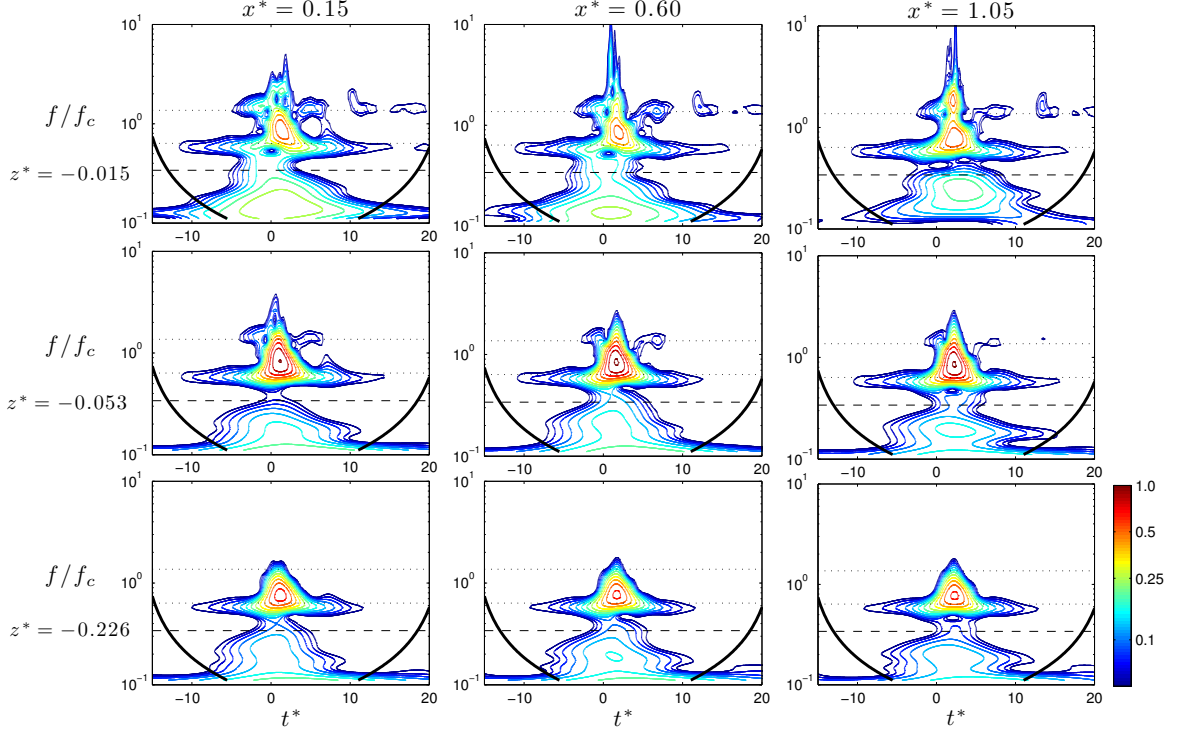 x* = 0.15 x* = 0.60 x* = 1.05
10¹ 10¹ 10¹
f/f_c 10⁰ 10⁰ 10⁰
z* = −0.015
10⁻¹ 10⁻¹ 10⁻¹
−10 0 10 20 −10 0 10 20 −10 0 10 20
10¹ 10¹ 10¹
f/f_c 10⁰ 10⁰ 10⁰
z* = −0.053
10⁻¹ 10⁻¹ 10⁻¹
−10 0 10 20 −10 0 10 20 −10 0 10 20
10¹ 10¹ 10¹ 1.0
0.5
f/f_c 10⁰ 10⁰ 10⁰ 0.25
z* = −0.226 0.1
10⁻¹ 10⁻¹ 10⁻¹
−10 0 10 20 −10 0 10 20 −10 0 10 20
t* t* t*